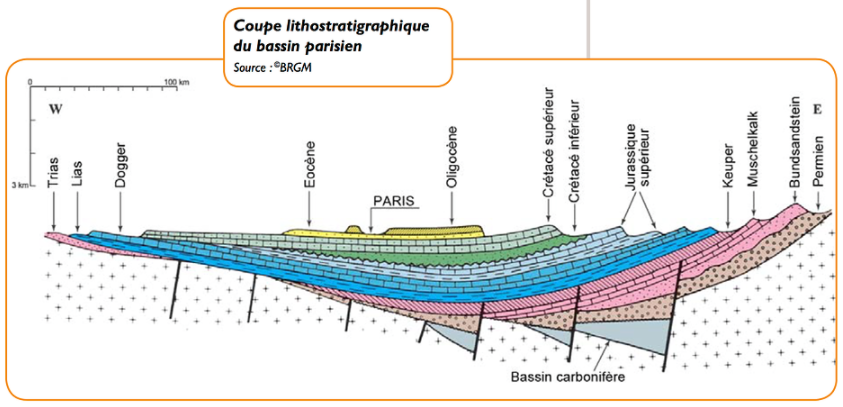 Coupe lithostratigraphique
du bassin parisien
Source : ©BRGM
0
100 km
W
E
3 km
Trias
Lias
Dogger
Eocène
PARIS
Oligocène
Crétacé supérieur
Crétacé inférieur
Jurassique
supérieur
Keuper
Muschelkalk
Bundsandstein
Permien
Bassin carbonifère